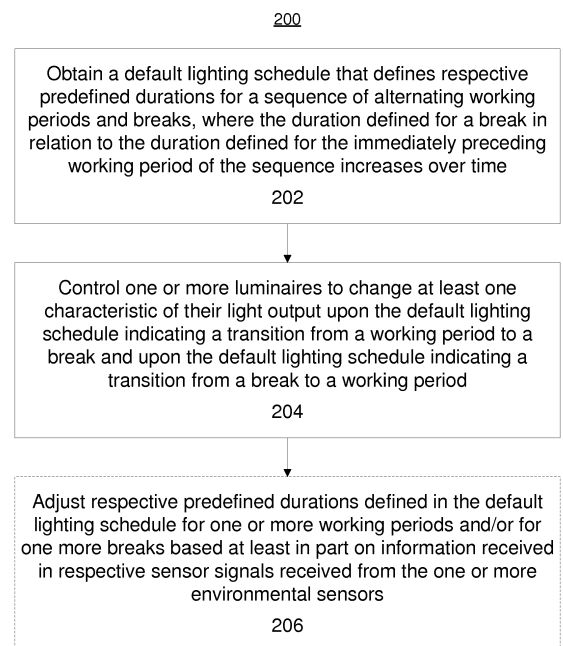 200
Obtain a default lighting schedule that defines respective
predefined durations for a sequence of alternating working
periods and breaks, where the duration defined for a break in
relation to the duration defined for the immediately preceding
working period of the sequence increases over time
202
Control one or more luminaires to change at least one
characteristic of their light output upon the default lighting
schedule indicating a transition from a working period to a
break and upon the default lighting schedule indicating a
transition from a break to a working period
204
Adjust respective predefined durations defined in the default
lighting schedule for one or more working periods and/or for
one more breaks based at least in part on information received
in respective sensor signals received from the one or more
environmental sensors
206